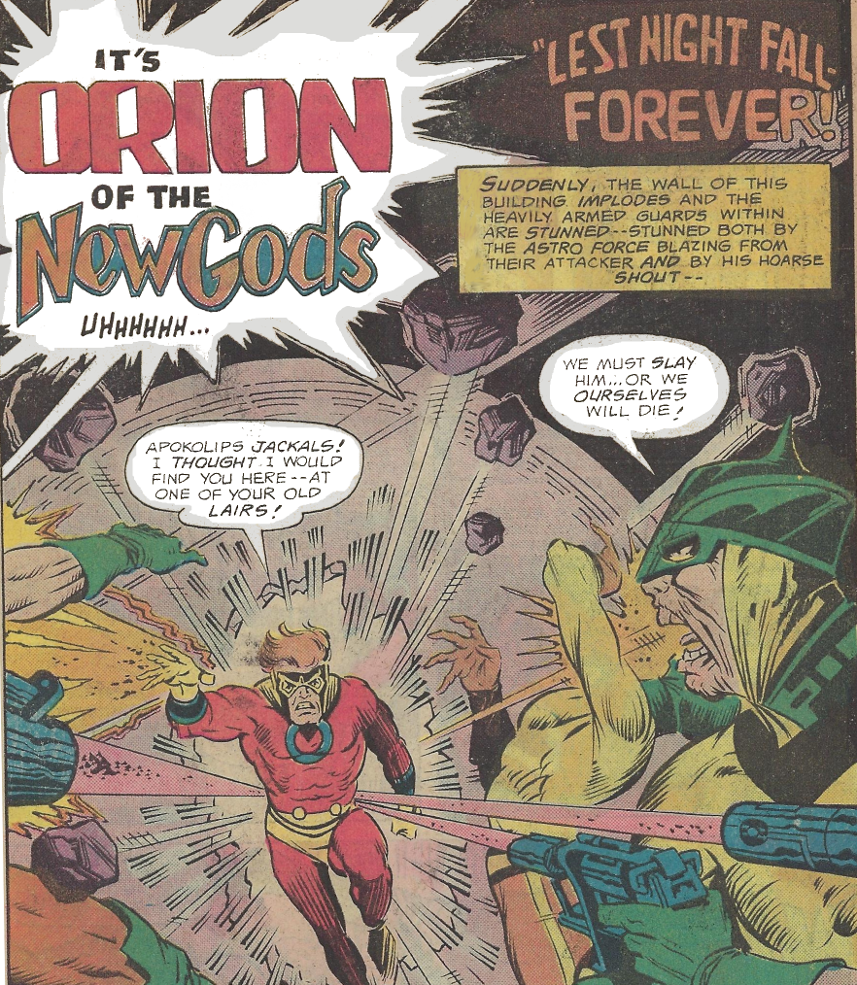 IT'S
ORION
OF THE
NewGods
UHHHHHH...
"LEST NIGHT FALL-
FOREVER!
SUDDENLY, THE WALL OF THIS
BUILDING IMPLODES AND THE
HEAVILY ARMED GUARDS WITHIN
ARE STUNNED--STUNNED BOTH BY
THE ASTRO FORCE BLAZING FROM
THEIR ATTACKER AND BY HIS HOARSE
SHOUT--
WE MUST SLAY
HIM...OR WE
OURSELVES
WILL DIE!
APOKOLIPS JACKALS!
I THOUGHT I WOULD
FIND YOU HERE--AT
ONE OF YOUR OLD
LAIRS!